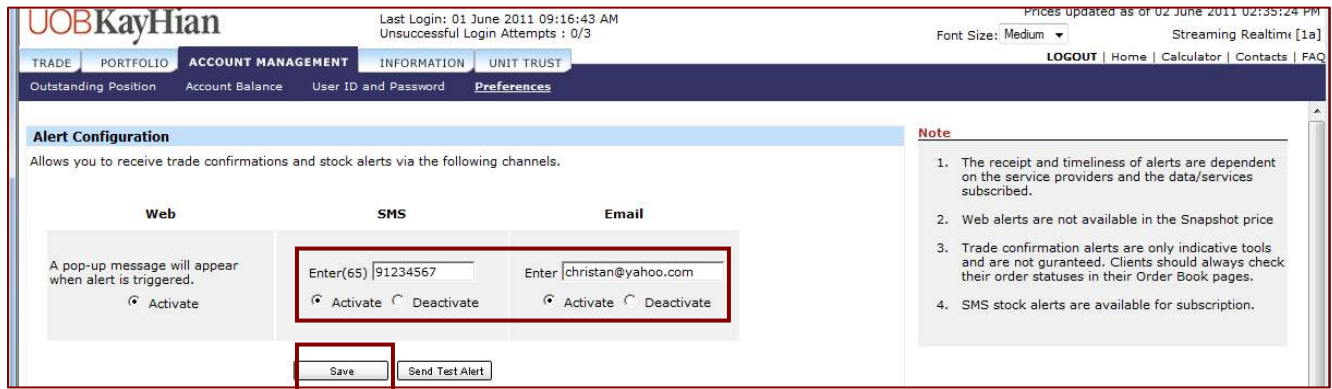 UOBKayHian
Last Login: 01 June 2011 09:16:43 AM
Unsuccessful Login Attempts : 0/3
Prices updated as of 02 June 2011 02:35:24 PM
Font Size: Medium
Streaming Realtime [1a]
TRADE PORTFOLIO ACCOUNT MANAGEMENT INFORMATION UNIT TRUST
LOGOUT | Home | Calculator | Contacts | FAQ
Outstanding Position Account Balance User ID and Password Preferences
Alert Configuration
Allows you to receive trade confirmations and stock alerts via the following channels.
Web SMS Email
A pop-up message will appear
when alert is triggered.
Activate
Enter(65) 91234567
Activate Deactivate
Enter christan@yahoo.com
Activate Deactivate
Save Send Test Alert
Note
1. The receipt and timeliness of alerts are dependent
on the service providers and the data/services
subscribed.
2. Web alerts are not available in the Snapshot price
3. Trade confirmation alerts are only indicative tools
and are not guranteed. Clients should always check
their order statuses in their Order Book pages.
4. SMS stock alerts are available for subscription.